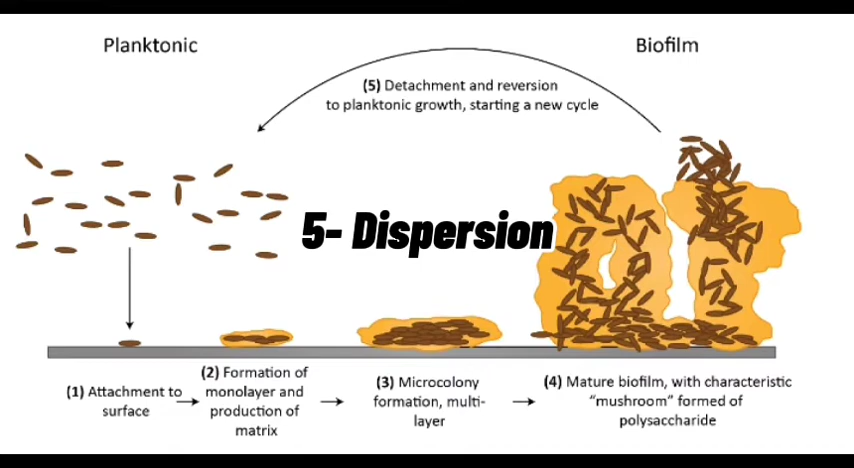 Planktonic
Biofilm
(5) Detachment and reversion
to planktonic growth, starting a new cycle
5- Dispersion
(1) Attachment to
surface
(2) Formation of
monolayer and
production of
matrix
(3) Microcolony
formation, multi-
layer
(4) Mature biofilm, with characteristic
“mushroom” formed of
polysaccharide